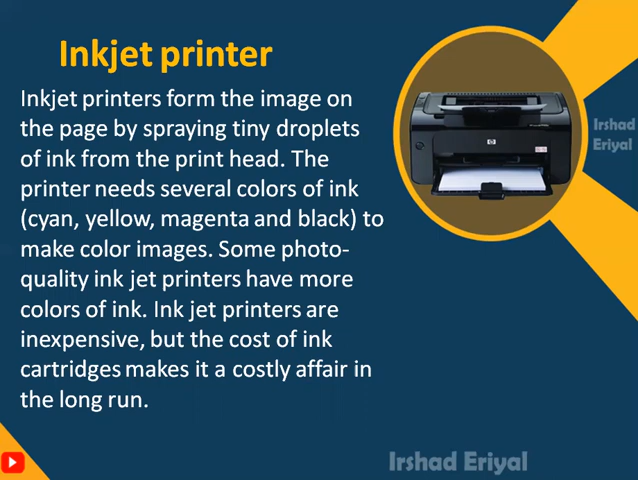 Inkjet printer
Inkjet printers form the image on
the page by spraying tiny droplets
of ink from the print head. The
printer needs several colors of ink
(cyan, yellow, magenta and black) to
make color images. Some photo-
quality ink jet printers have more
colors of ink. Ink jet printers are
inexpensive, but the cost of ink
cartridges makes it a costly affair in
the long run.
hp
Irshad
Eriyal
Irshad Eriyal